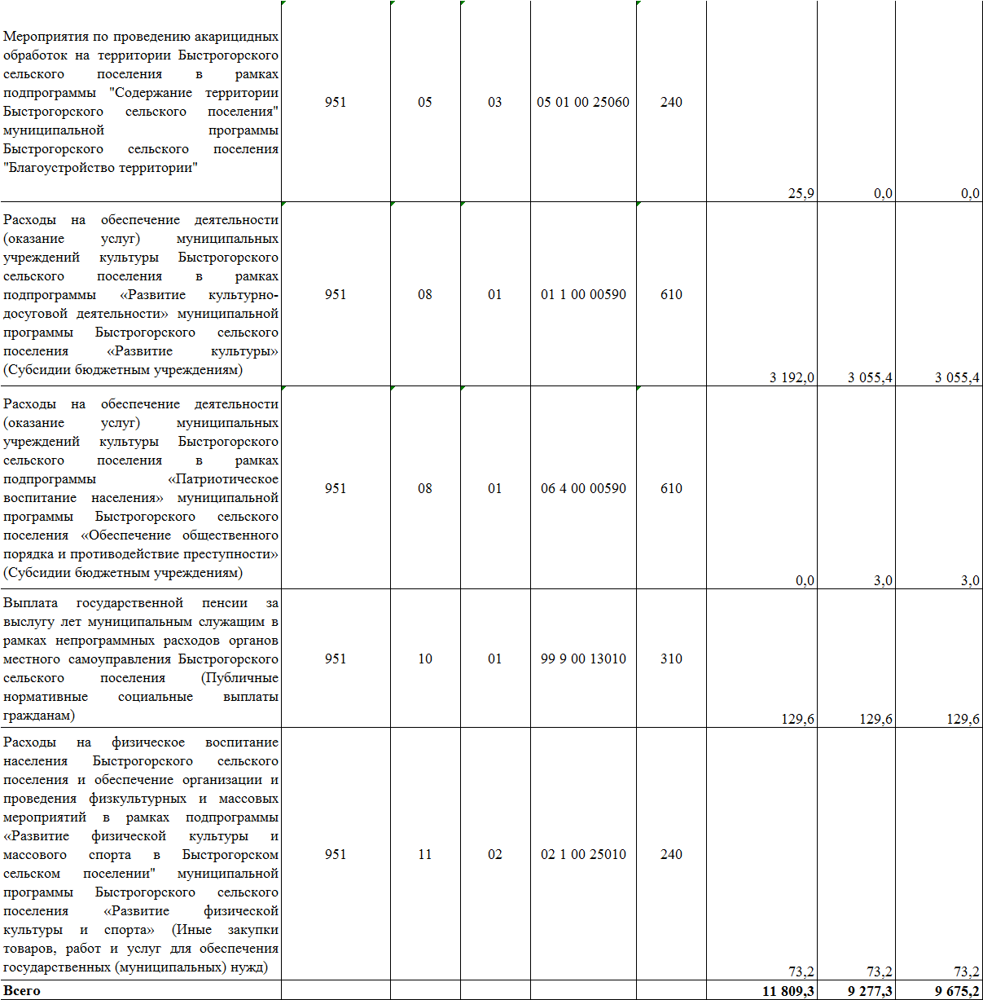 Мероприятия по проведению акарицидных
обработок на территории Быстрогорского
сельского поселения в рамках
подпрограммы "Содержание территории
Быстрогорского сельского поселения"
муниципальной программы
Быстрогорского сельского поселения
"Благоустройство территории"
951 05 03 05 01 00 25060 240
25,9 0,0 0,0
Расходы на обеспечение деятельности
(оказание услуг) муниципальных
учреждений культуры Быстрогорского
сельского поселения в рамках
подпрограммы «Развитие культурно-
досуговой деятельности» муниципальной
программы Быстрогорского сельского
поселения «Развитие культуры»
(Субсидии бюджетным учреждениям)
951 08 01 01 1 00 00590 610
3 192,0 3 055,4 3 055,4
Расходы на обеспечение деятельности
(оказание услуг) муниципальных
учреждений культуры Быстрогорского
сельского поселения в рамках
подпрограммы «Патриотическое
воспитание населения» муниципальной
программы Быстрогорского сельского
поселения «Обеспечение общественного
порядка и противодействие преступности»
(Субсидии бюджетным учреждениям)
951 08 01 06 4 00 00590 610
0,0 3,0 3,0
Выплата государственной пенсии за
выслугу лет муниципальным служащим в
рамках непрограммных расходов органов
местного самоуправления Быстрогорского
сельского поселения (Публичные
нормативные социальные выплаты
гражданам)
951 10 01 99 9 00 13010 310
129,6 129,6 129,6
Расходы на физическое воспитание
населения Быстрогорского сельского
поселения и обеспечение организации и
проведения физкультурных и массовых
мероприятий в рамках подпрограммы
«Развитие физической культуры и
массового спорта в Быстрогорском
сельском поселении" муниципальной
программы Быстрогорского сельского
поселения «Развитие физической
культуры и спорта» (Иные закупки
товаров, работ и услуг для обеспечения
государственных (муниципальных) нужд)
951 11 02 02 1 00 25010 240
73,2 73,2 73,2
Всего 11 809,3 9 277,3 9 675,2